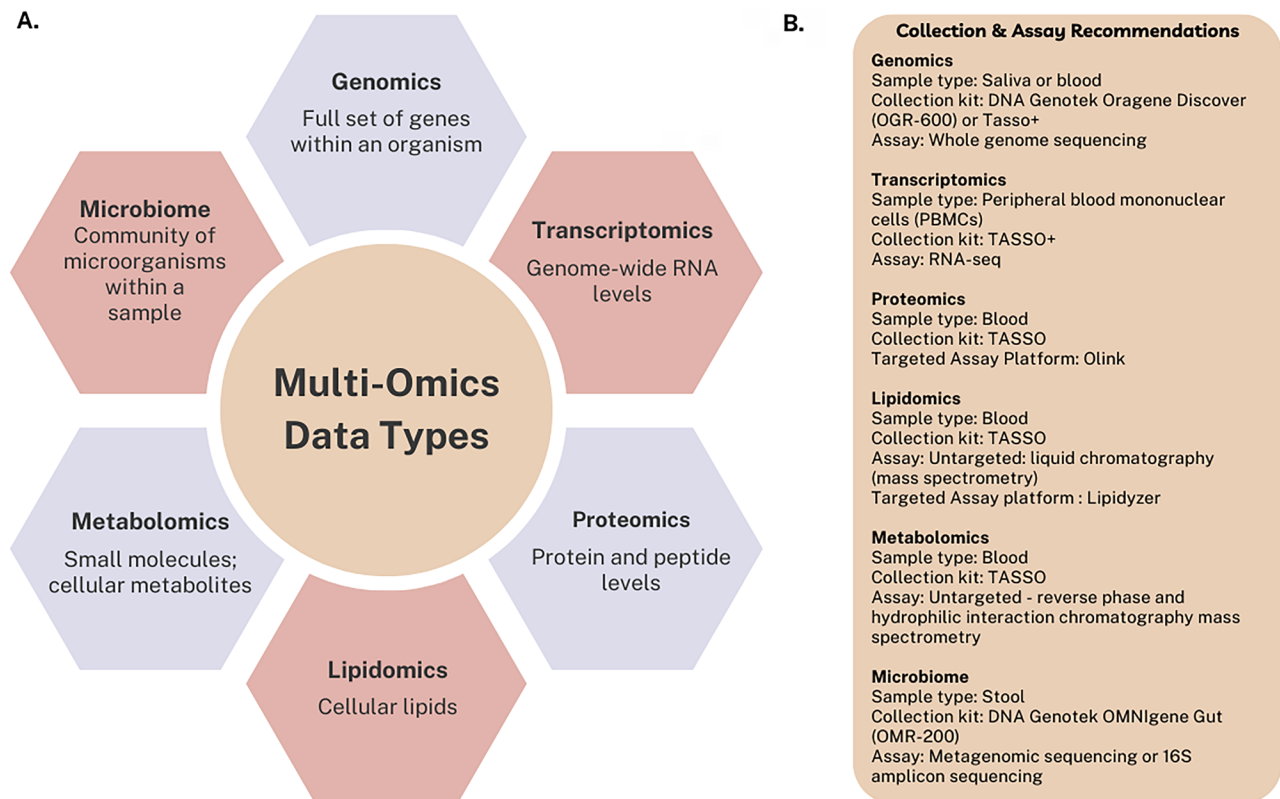 A.
Genomics
Full set of genes
within an organism
Microbiome
Community of
microorganisms
within a
sample
Transcriptomics
Genome-wide RNA
levels
Multi-Omics
Data Types
Metabolomics
Small molecules;
cellular metabolites
Proteomics
Protein and peptide
levels
Lipidomics
Cellular lipids
B.
Collection & Assay Recommendations
Genomics
Sample type: Saliva or blood
Collection kit: DNA Genotek Oragene Discover
(OGR-600) or Tasso+
Assay: Whole genome sequencing
Transcriptomics
Sample type: Peripheral blood mononuclear
cells (PBMCs)
Collection kit: TASSO+
Assay: RNA-seq
Proteomics
Sample type: Blood
Collection kit: TASSO
Targeted Assay Platform: Olink
Lipidomics
Sample type: Blood
Collection kit: TASSO
Assay: Untargeted: liquid chromatography
(mass spectrometry)
Targeted Assay platform : Lipidyzer
Metabolomics
Sample type: Blood
Collection kit: TASSO
Assay: Untargeted - reverse phase and
hydrophilic interaction chromatography mass
spectrometry
Microbiome
Sample type: Stool
Collection kit: DNA Genotek OMNIgene Gut
(OMR-200)
Assay: Metagenomic sequencing or 16S
amplicon sequencing